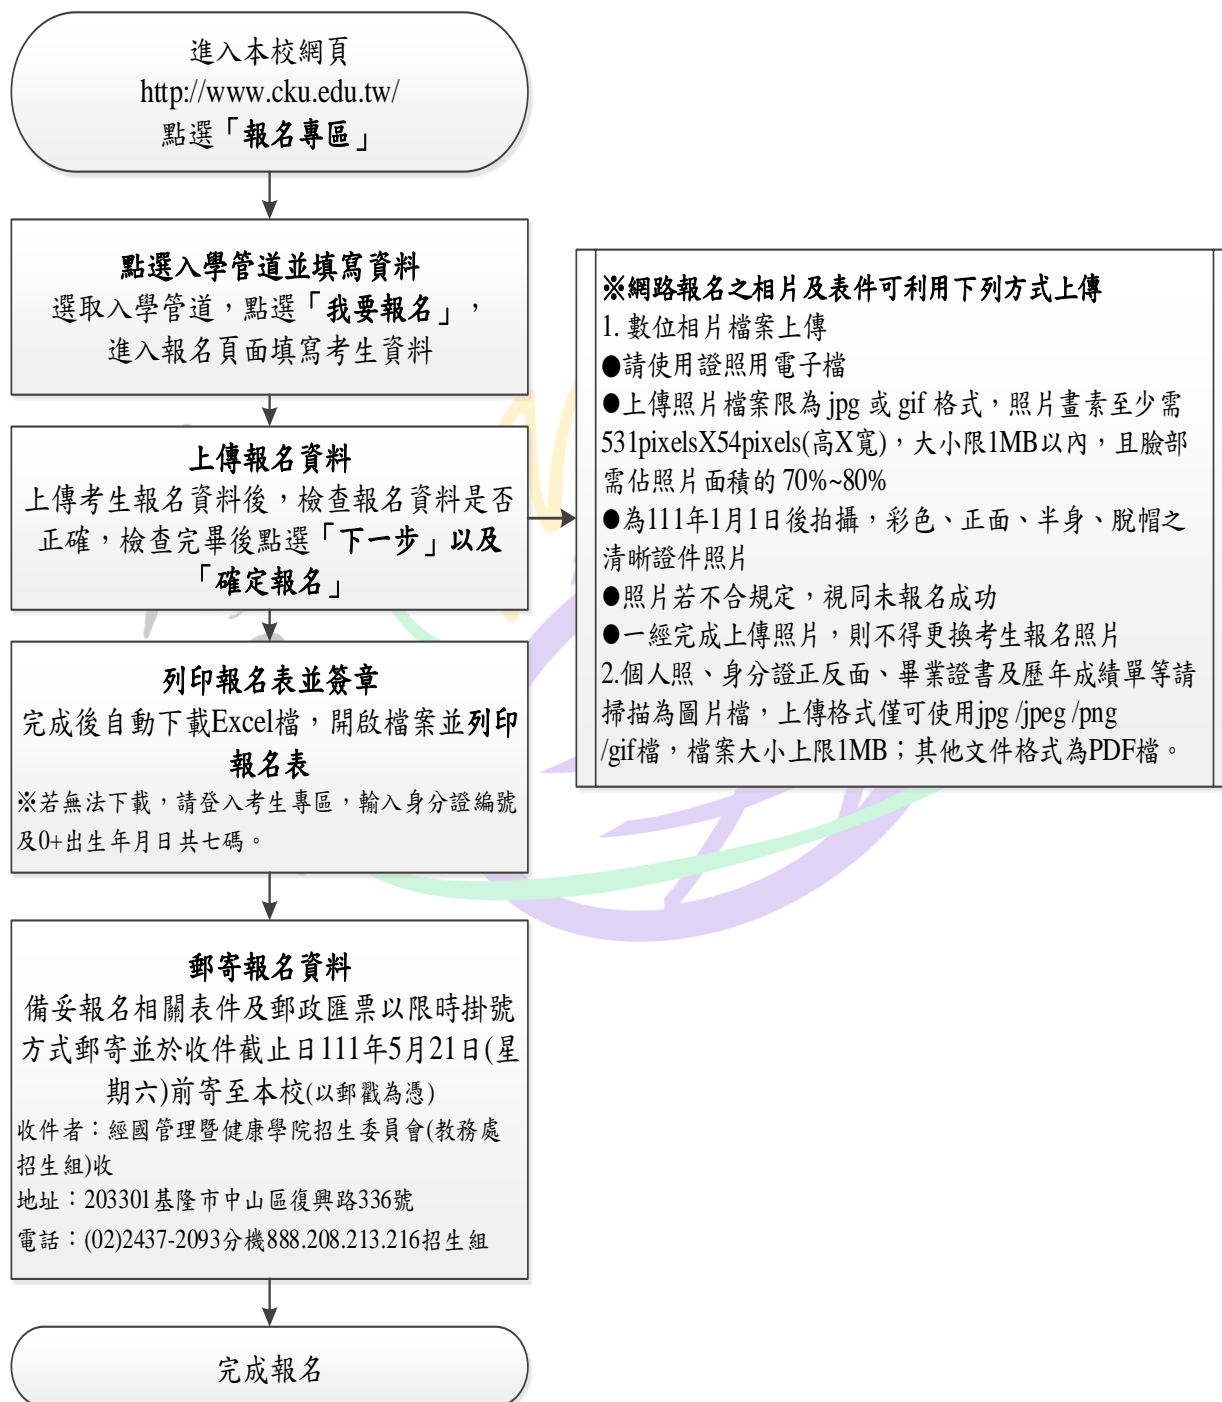 進入本校網頁
http://www.cku.edu.tw/
點選「報名專區」
點選入學管道並填寫資料
選取入學管道，點選「我要報名」，
進入報名頁面填寫考生資料
上傳報名資料
上傳考生報名資料後，檢查報名資料是否
正確，檢查完畢後點選「下一步」以及
「確定報名」
※網路報名之相片及表件可利用下列方式上傳
1. 數位相片檔案上傳
●請使用證照用電子檔
●上傳照片檔案限為 jpg 或 gif 格式，照片畫素至少需
531pixelsX54pixels(高X寬)，大小限1MB以內，且臉部
需佔照片面積的 70%~80%
●為111年1月1日後拍攝，彩色、正面、半身、脫帽之
清晰證件照片
●照片若不合規定，視同未報名成功
●一經完成上傳照片，則不得更換考生報名照片
2.個人照、身分證正反面、畢業證書及歷年成績單等請
掃描為圖片檔，上傳格式僅可使用jpg /jpeg /png
/gif檔，檔案大小上限1MB；其他文件格式為PDF檔。
列印報名表並簽章
完成後自動下載Excel檔，開啟檔案並列印
報名表
※若無法下載，請登入考生專區，輸入身分證編號
及0+出生年月日共七碼。
郵寄報名資料
備妥報名相關表件及郵政匯票以限時掛號
方式郵寄並於收件截止日111年5月21日(星
期六)前寄至本校(以郵戳為憑)
收件者：經國管理暨健康學院招生委員會(教務處
招生組)收
地址：203301基隆市中山區復興路336號
電話：(02)2437-2093分機888.208.213.216招生組
完成報名